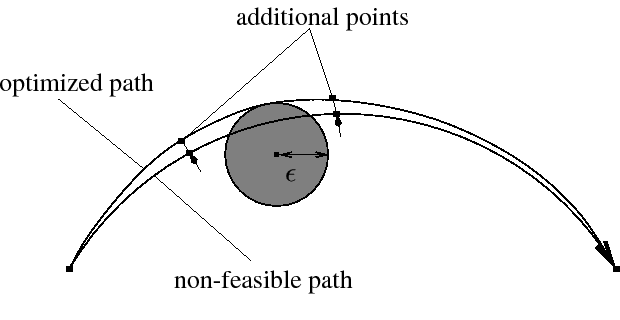 additional points
optimized path
ϵ
non-feasible path